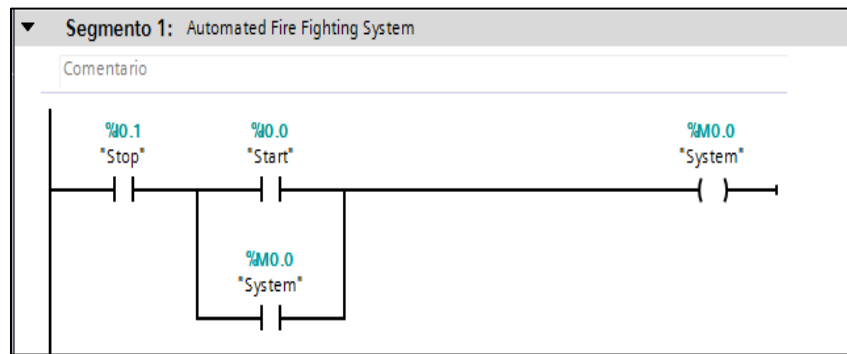 Segmento 1: Automated Fire Fighting System
Comentario
%I0.1 %I0.0 %M0.0
"Stop" "Start" "System"
%M0.0
"System"